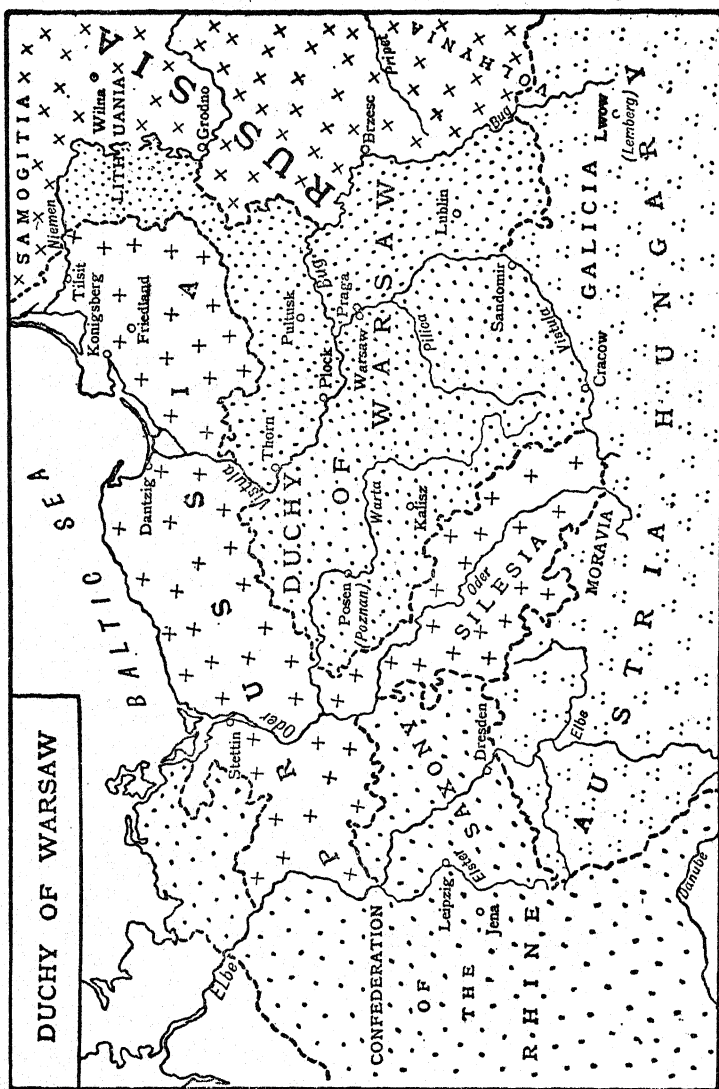 DUCHY OF WARSAW
BALTIC SEA
SAMOGITIA
Niemen
Wilna
LITHUANIA
RUSSIA
Grodno
Tilsit
Konigsberg
Friedland
Dantzig
PRUSSIA
Stettin
Oder
Elbe
Vistula
Thorn
Plock
Pultusk
Bug
Praga
Warsaw
Brzesc
Pripet
VOLHYNIA
(Bug)
DUCHY
OF
WARSAW
Posen
(Poznan)
Warta
Kalisz
Pilica
Lublin
Sandomir
Vistula
Cracow
GALICIA
Lwow
(Lemberg)
Oder
SILESIA
MORAVIA
SAXONY
Dresden
Elbe
Leipzig
Elster
Jena
CONFEDERATION
OF
THE
RHINE
AUSTRIA HUNGARY
Danube